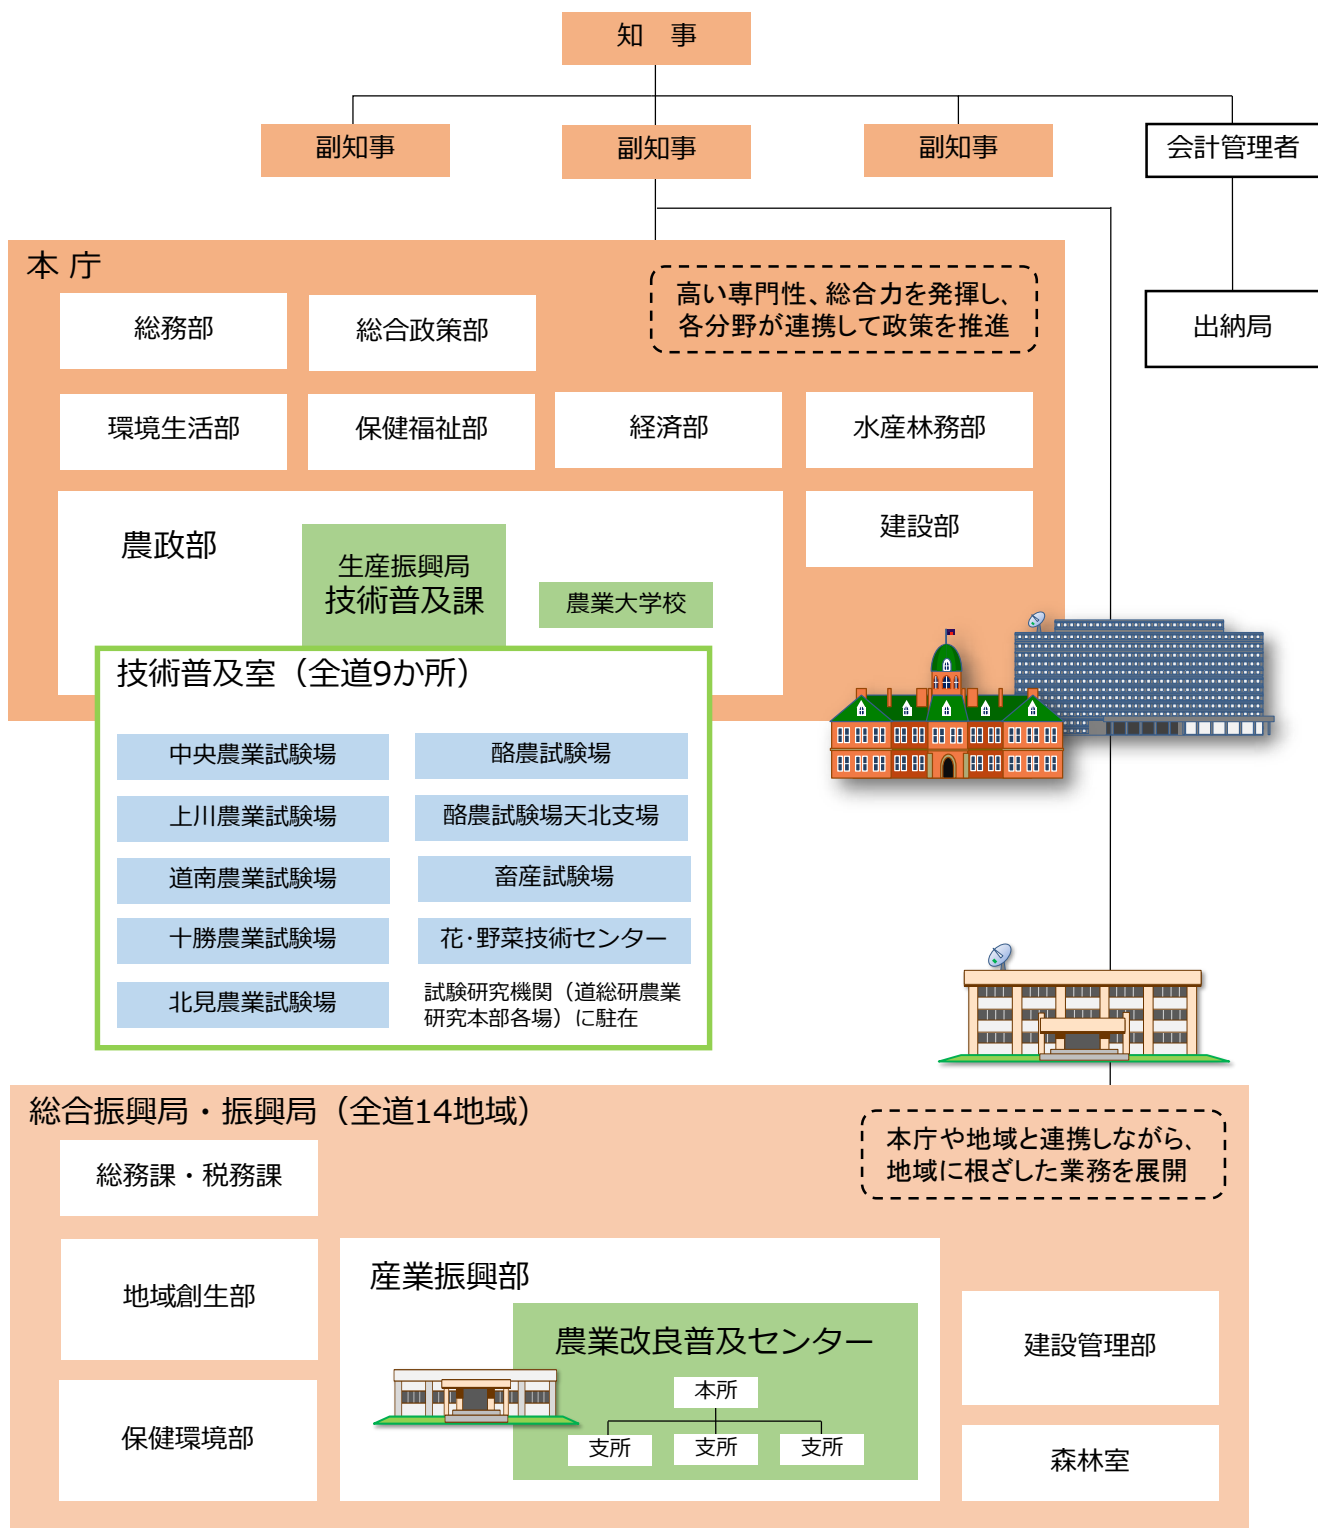 知　事
副知事
副知事
副知事
会計管理者
出納局
本 庁
高い専門性、総合力を発揮し、
各分野が連携して政策を推進
総務部
総合政策部
環境生活部
保健福祉部
経済部
水産林務部
建設部
農政部
生産振興局
技術普及課
農業大学校
技術普及室（全道9か所）
中央農業試験場
酪農試験場
上川農業試験場
酪農試験場天北支場
道南農業試験場
畜産試験場
十勝農業試験場
花・野菜技術センター
北見農業試験場
試験研究機関（道総研農業
研究本部各場）に駐在
総合振興局・振興局（全道14地域）
本庁や地域と連携しながら、
地域に根ざした業務を展開
総務課・税務課
地域創生部
保健環境部
産業振興部
農業改良普及センター
本所
支所
支所
支所
建設管理部
森林室